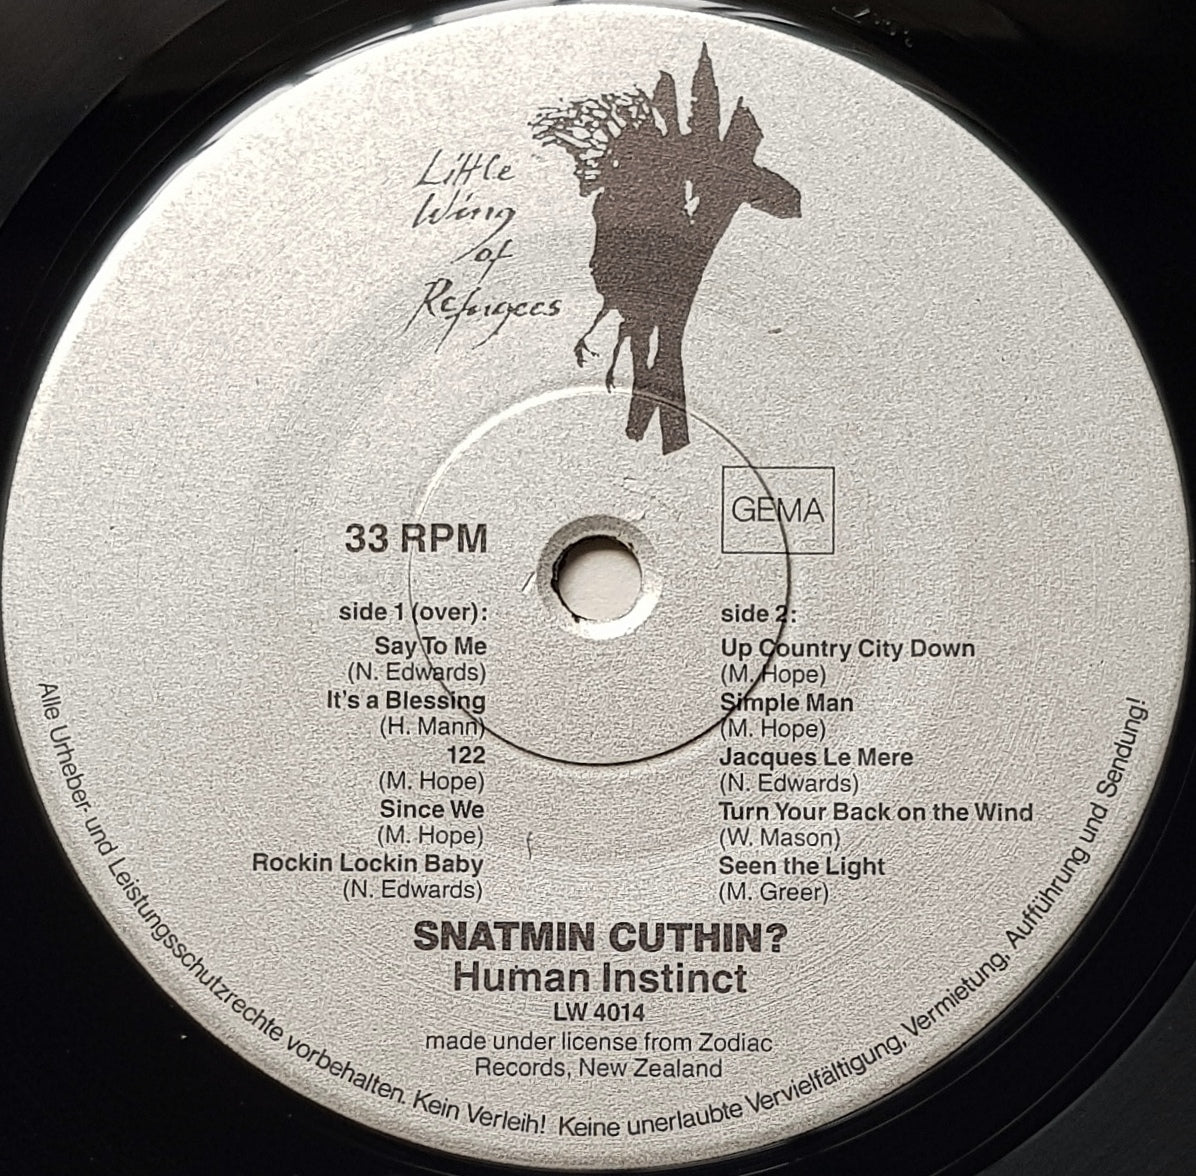 Little
Wing
of
Refugees
GEMA
33 RPM
side 1 (over):
Say To Me
(N. Edwards)
It's a Blessing
(H. Mann)
122
(M. Hope)
Since We
(M. Hope)
Rockin Lockin Baby
(N. Edwards)
side 2:
Up Country City Down
(M. Hope)
Simple Man
(M. Hope)
Jacques Le Mere
(N. Edwards)
Turn Your Back on the Wind
(W. Mason)
Seen the Light
(M. Greer)
SNATMIN CUTHIN?
Human Instinct
LW 4014
made under license from Zodiac
Records, New Zealand
Alle Urheber- und Leistungsschutzrechte vorbehalten. Kein Verleih! Keine unerlaubte Vervielfältigung, Vermietung, Aufführung und Sendung!